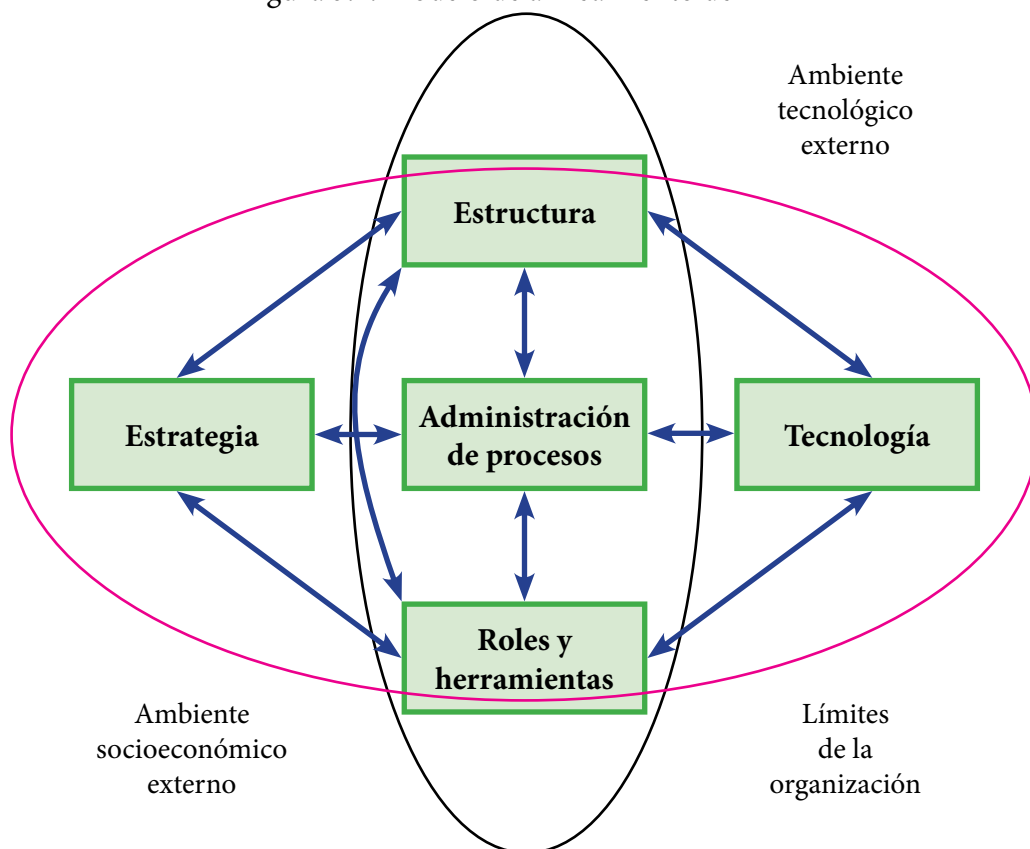 Ambiente
tecnológico
externo
Estructura
Estrategia
Administración
de procesos
Tecnología
Roles y
herramientas
Ambiente
socioeconómico
externo
Límites
de la
organización